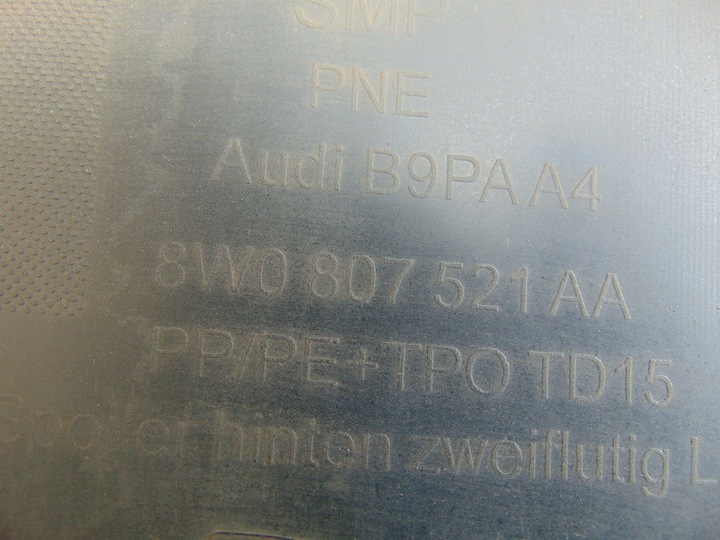 SMP
PNE
Audi B9PA A4
8W0 807 521 AA
PP/PE+TPO TD15
Spoiler hinten zweiflutig L